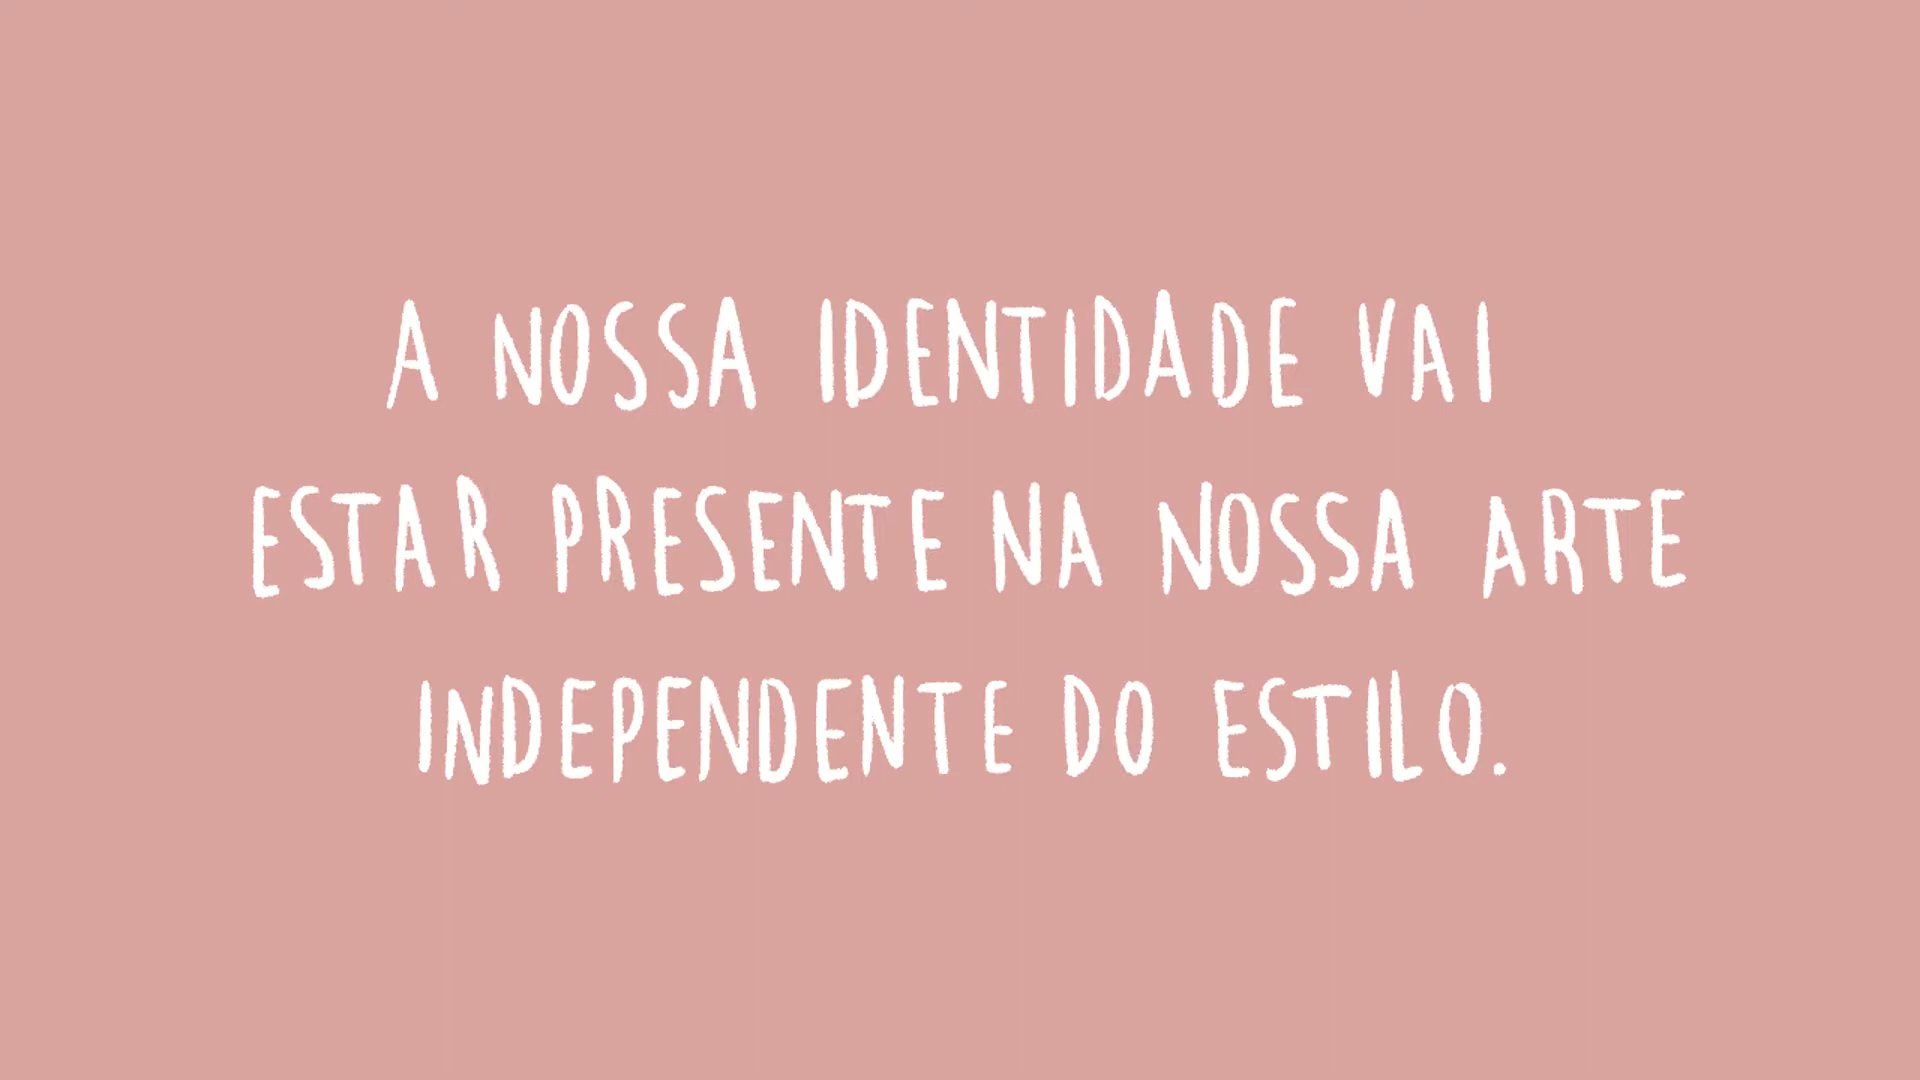 A NOSSA IDENTIDADE VAI
ESTAR PRESENTE NA NOSSA ARTE
INDEPENDENTE DO ESTILO.